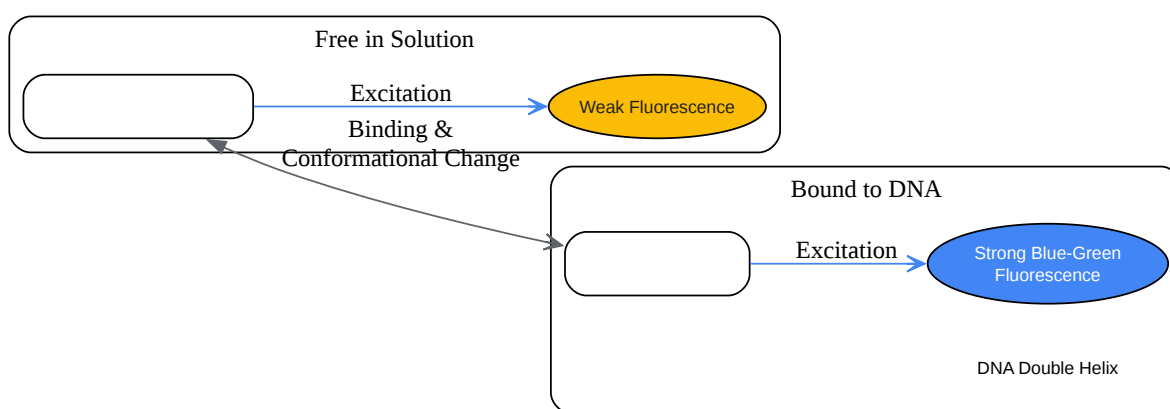 Free in Solution
Excitation
Weak Fluorescence
Binding &
Conformational Change
Bound to DNA
Excitation
Strong Blue-Green
Fluorescence
DNA Double Helix